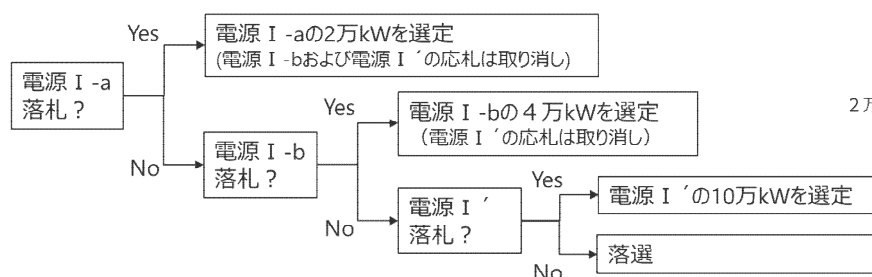 Yes
電源Ⅰ-aの2万kWを選定
(電源Ⅰ-bおよび電源Ⅰ´の応札は取り消し)
電源Ⅰ-a
落札？
No
Yes
電源Ⅰ-bの４万kWを選定
（電源Ⅰ´の応札は取り消し）
2万
電源Ⅰ-b
落札？
No
Yes
電源Ⅰ´の10万kWを選定
電源Ⅰ´
落札？
No
落選